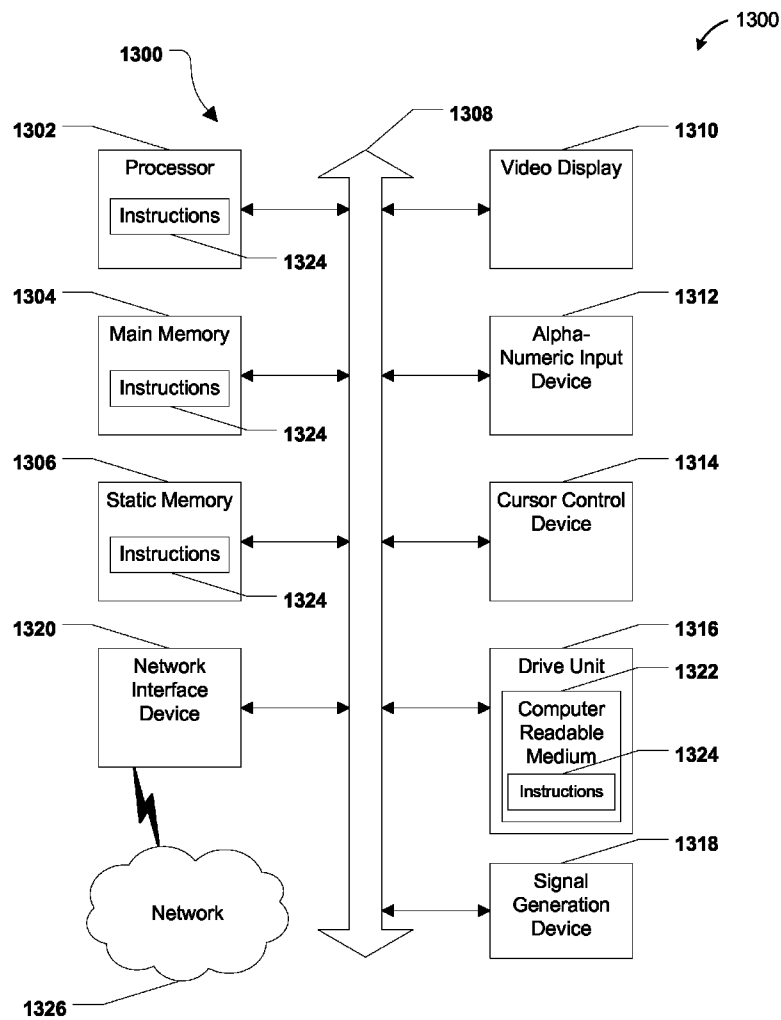 1300
1300
1308
1302
Processor
Instructions
1324
1304
Main Memory
Instructions
1324
1306
Static Memory
Instructions
1324
1320
Network
Interface
Device
Network
1326
1310
Video Display
1312
Alpha-
Numeric Input
Device
1314
Cursor Control
Device
1316
Drive Unit
1322
Computer
Readable
Medium
1324
Instructions
1318
Signal
Generation
Device